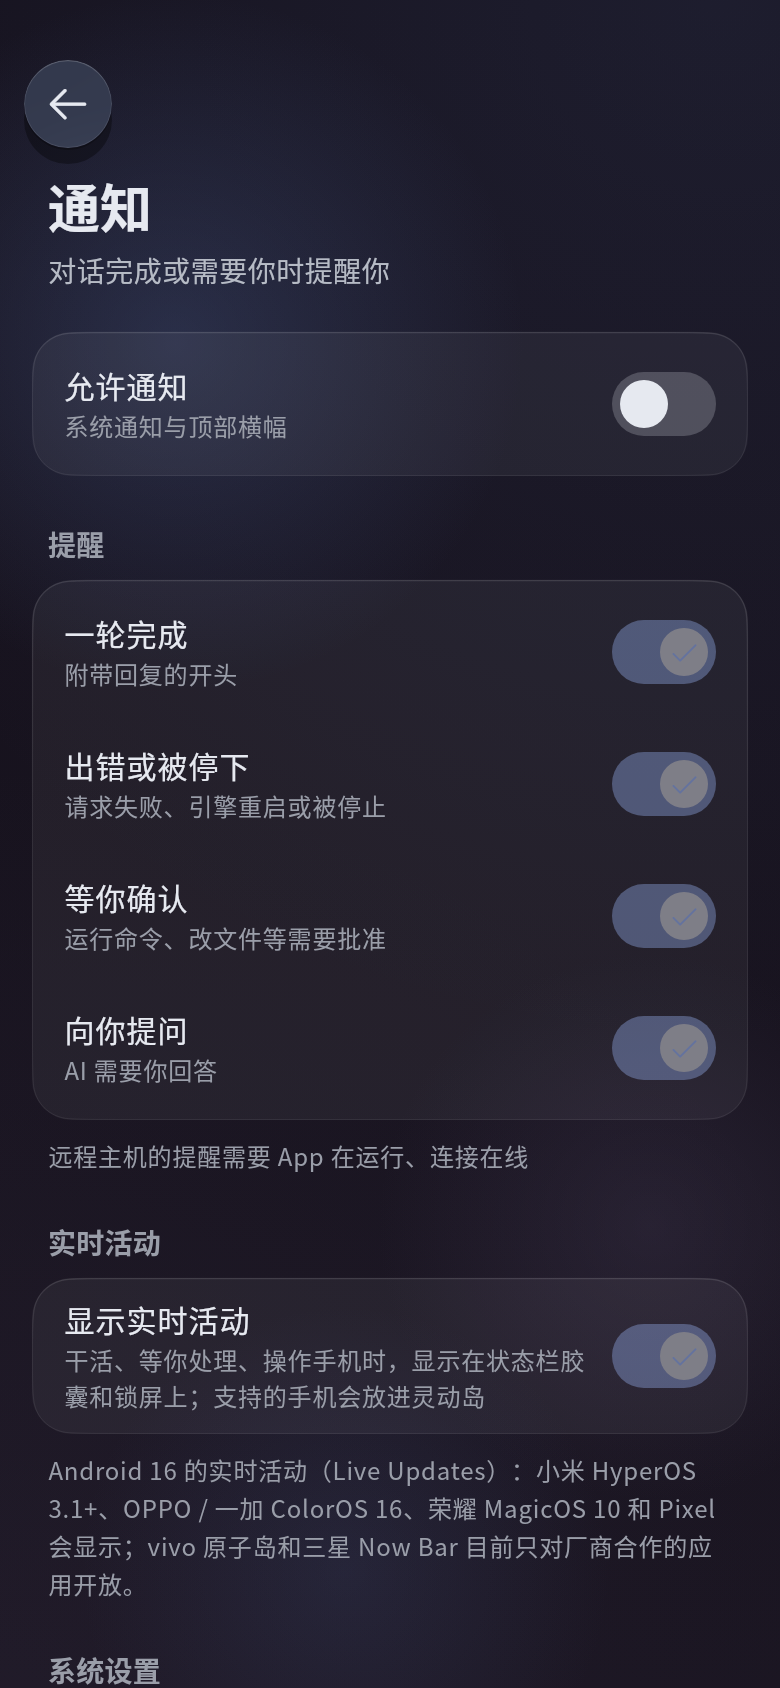 通知
对话完成或需要你时提醒你
允许通知
系统通知与顶部横幅
提醒
一轮完成
附带回复的开头
出错或被停下
请求失败、引擎重启或被停止
等你确认
运行命令、改文件等需要批准
向你提问
AI 需要你回答
远程主机的提醒需要 App 在运行、连接在线
实时活动
显示实时活动
干活、等你处理、操作手机时，显示在状态栏胶
囊和锁屏上；支持的手机会放进灵动岛
Android 16 的实时活动（Live Updates）：小米 HyperOS
3.1+、OPPO / 一加 ColorOS 16、荣耀 MagicOS 10 和 Pixel
会显示；vivo 原子岛和三星 Now Bar 目前只对厂商合作的应
用开放。
系统设置